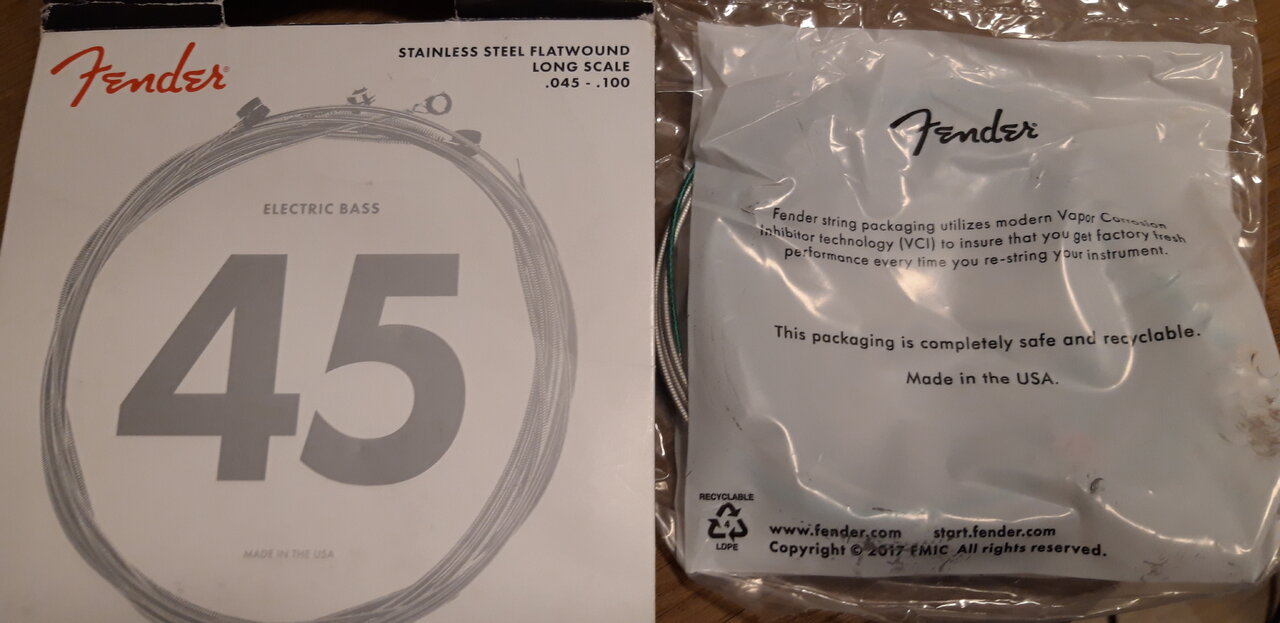 Fender®
STAINLESS STEEL FLATWOUND
LONG SCALE
.045 - .100
ELECTRIC BASS
45
MADE IN THE USA
Fender®
Fender string packaging utilizes modern Vapor Corrosion
Inhibitor technology (VCI) to insure that you get factory fresh
performance every time you re-string your instrument.
This packaging is completely safe and recyclable.
Made in the USA.
RECYCLABLE
4
LDPE
www.fender.com start.fender.com
Copyright © 2017 FMIC All rights reserved.